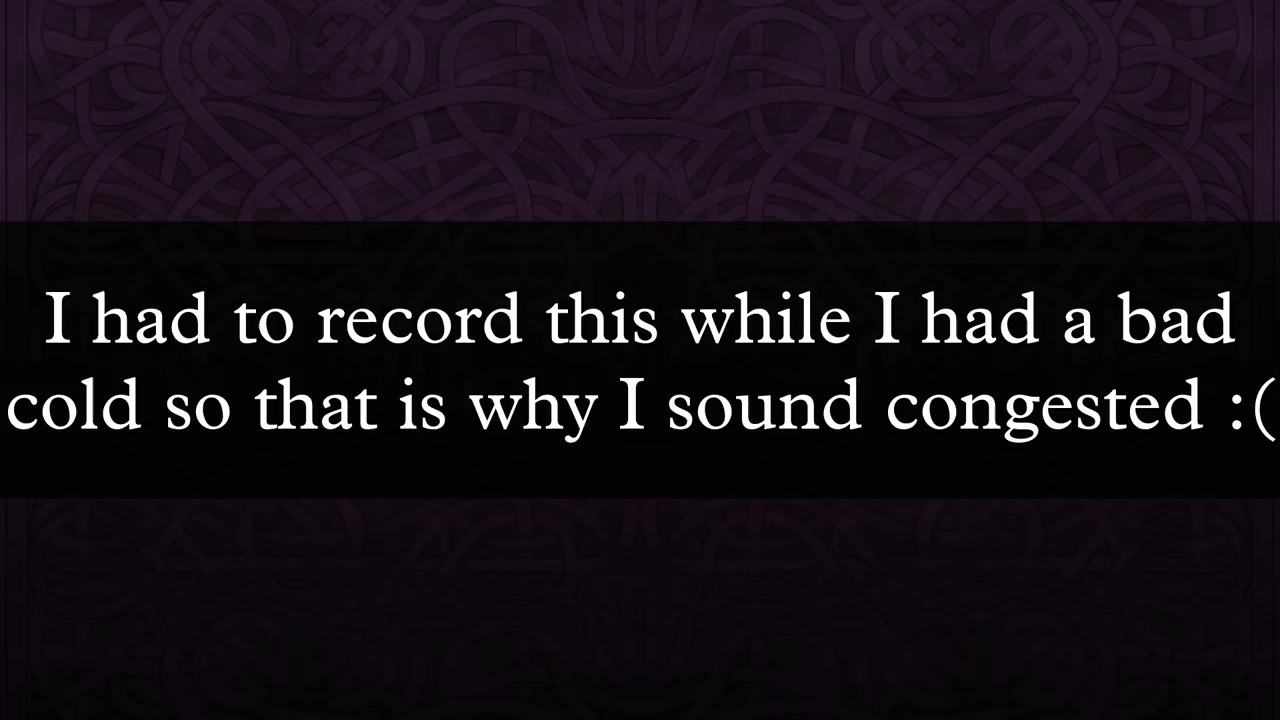 I had to record this while I had a bad
cold so that is why I sound congested :(